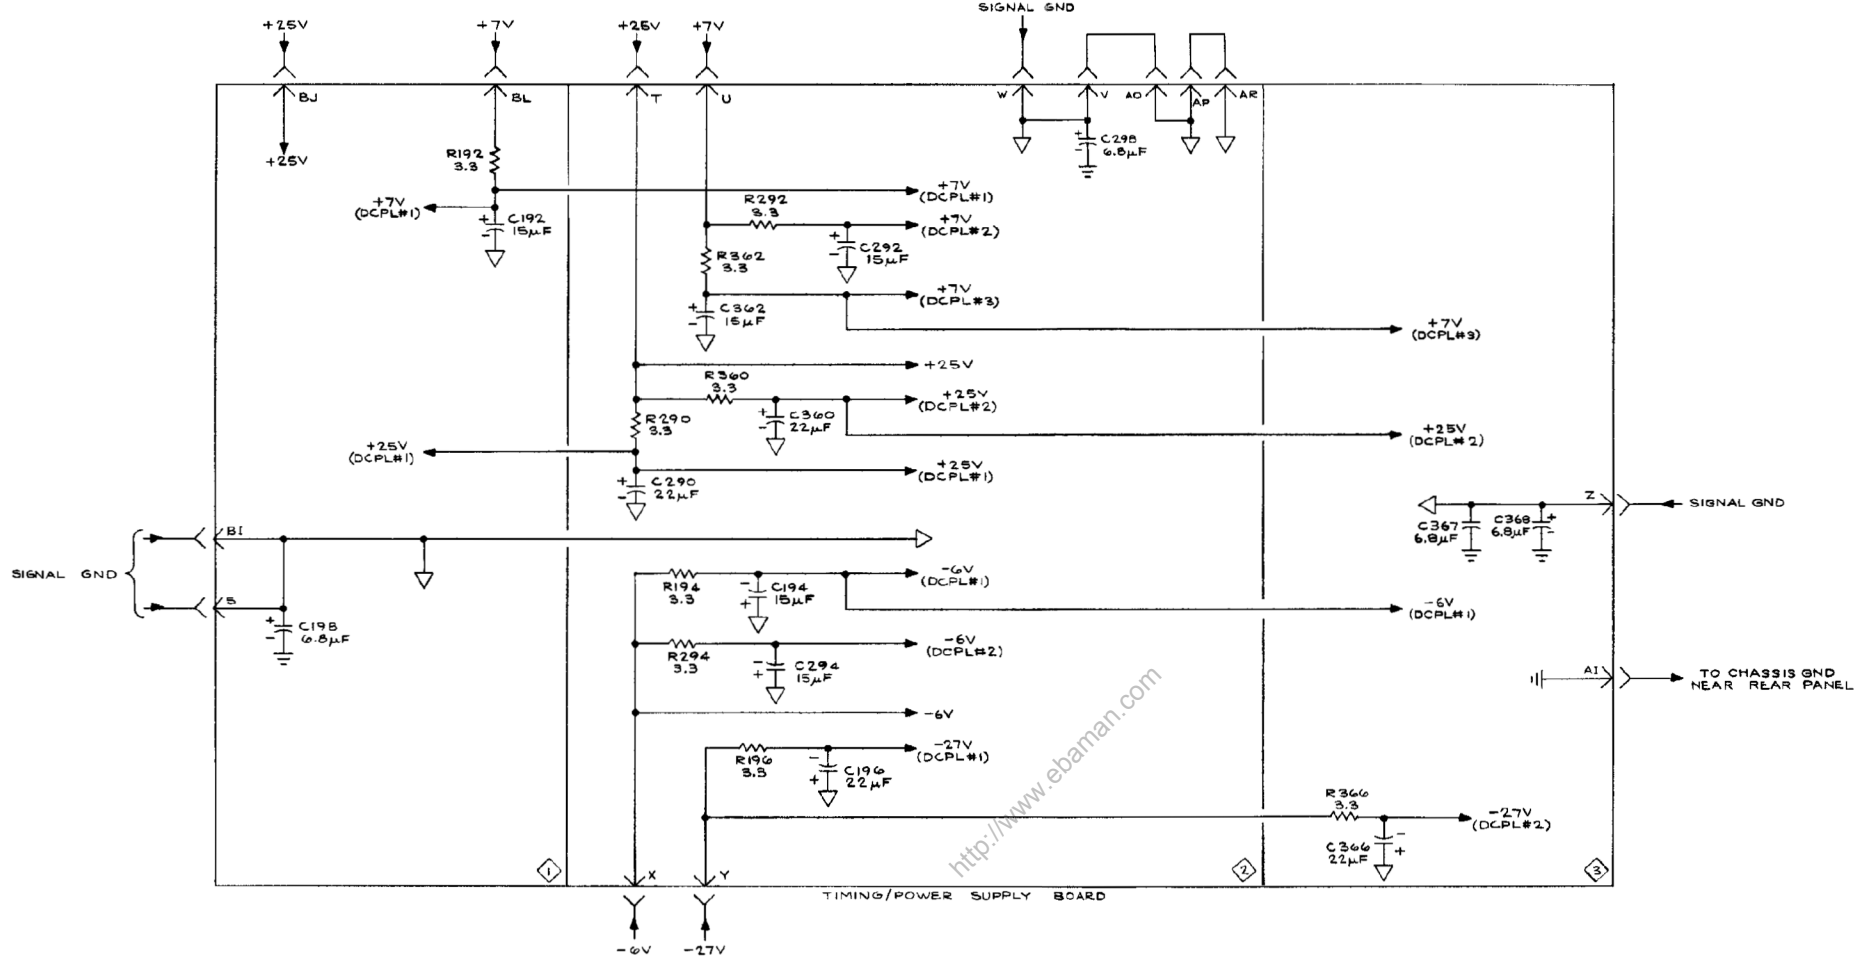 SIGNAL GND
+25V
+7V
+25V
+7V
BJ
BL
T
U
W
V
AO
AP
AR
+25V
R192
3.3
C298
6.8µF
+7V
(DCPL#1)
+7V
(DCPL#1)
C192
15µF
R292
3.3
+7V
(DCPL#2)
C292
15µF
R362
3.3
+7V
(DCPL#3)
C362
15µF
+7V
(DCPL#3)
+25V
R360
3.3
+25V
(DCPL#2)
C360
22µF
R290
3.3
+25V
(DCPL#2)
+25V
(DCPL#1)
+25V
(DCPL#1)
C290
22µF
Z
SIGNAL GND
C367
6.8µF
C368
6.8µF
BI
SIGNAL GND
S
C198
6.8µF
-6V
(DCPL#1)
R194
3.3
C194
15µF
-6V
(DCPL#1)
-6V
(DCPL#2)
R294
3.3
C294
15µF
AI
TO CHASSIS GND
NEAR REAR PANEL
-6V
-27V
(DCPL#1)
R196
3.3
C196
22µF
http://www.ebaman.com
R366
3.3
-27V
(DCPL#2)
C366
22µF
1
2
3
X
Y
TIMING/POWER SUPPLY BOARD
-6V
-27V